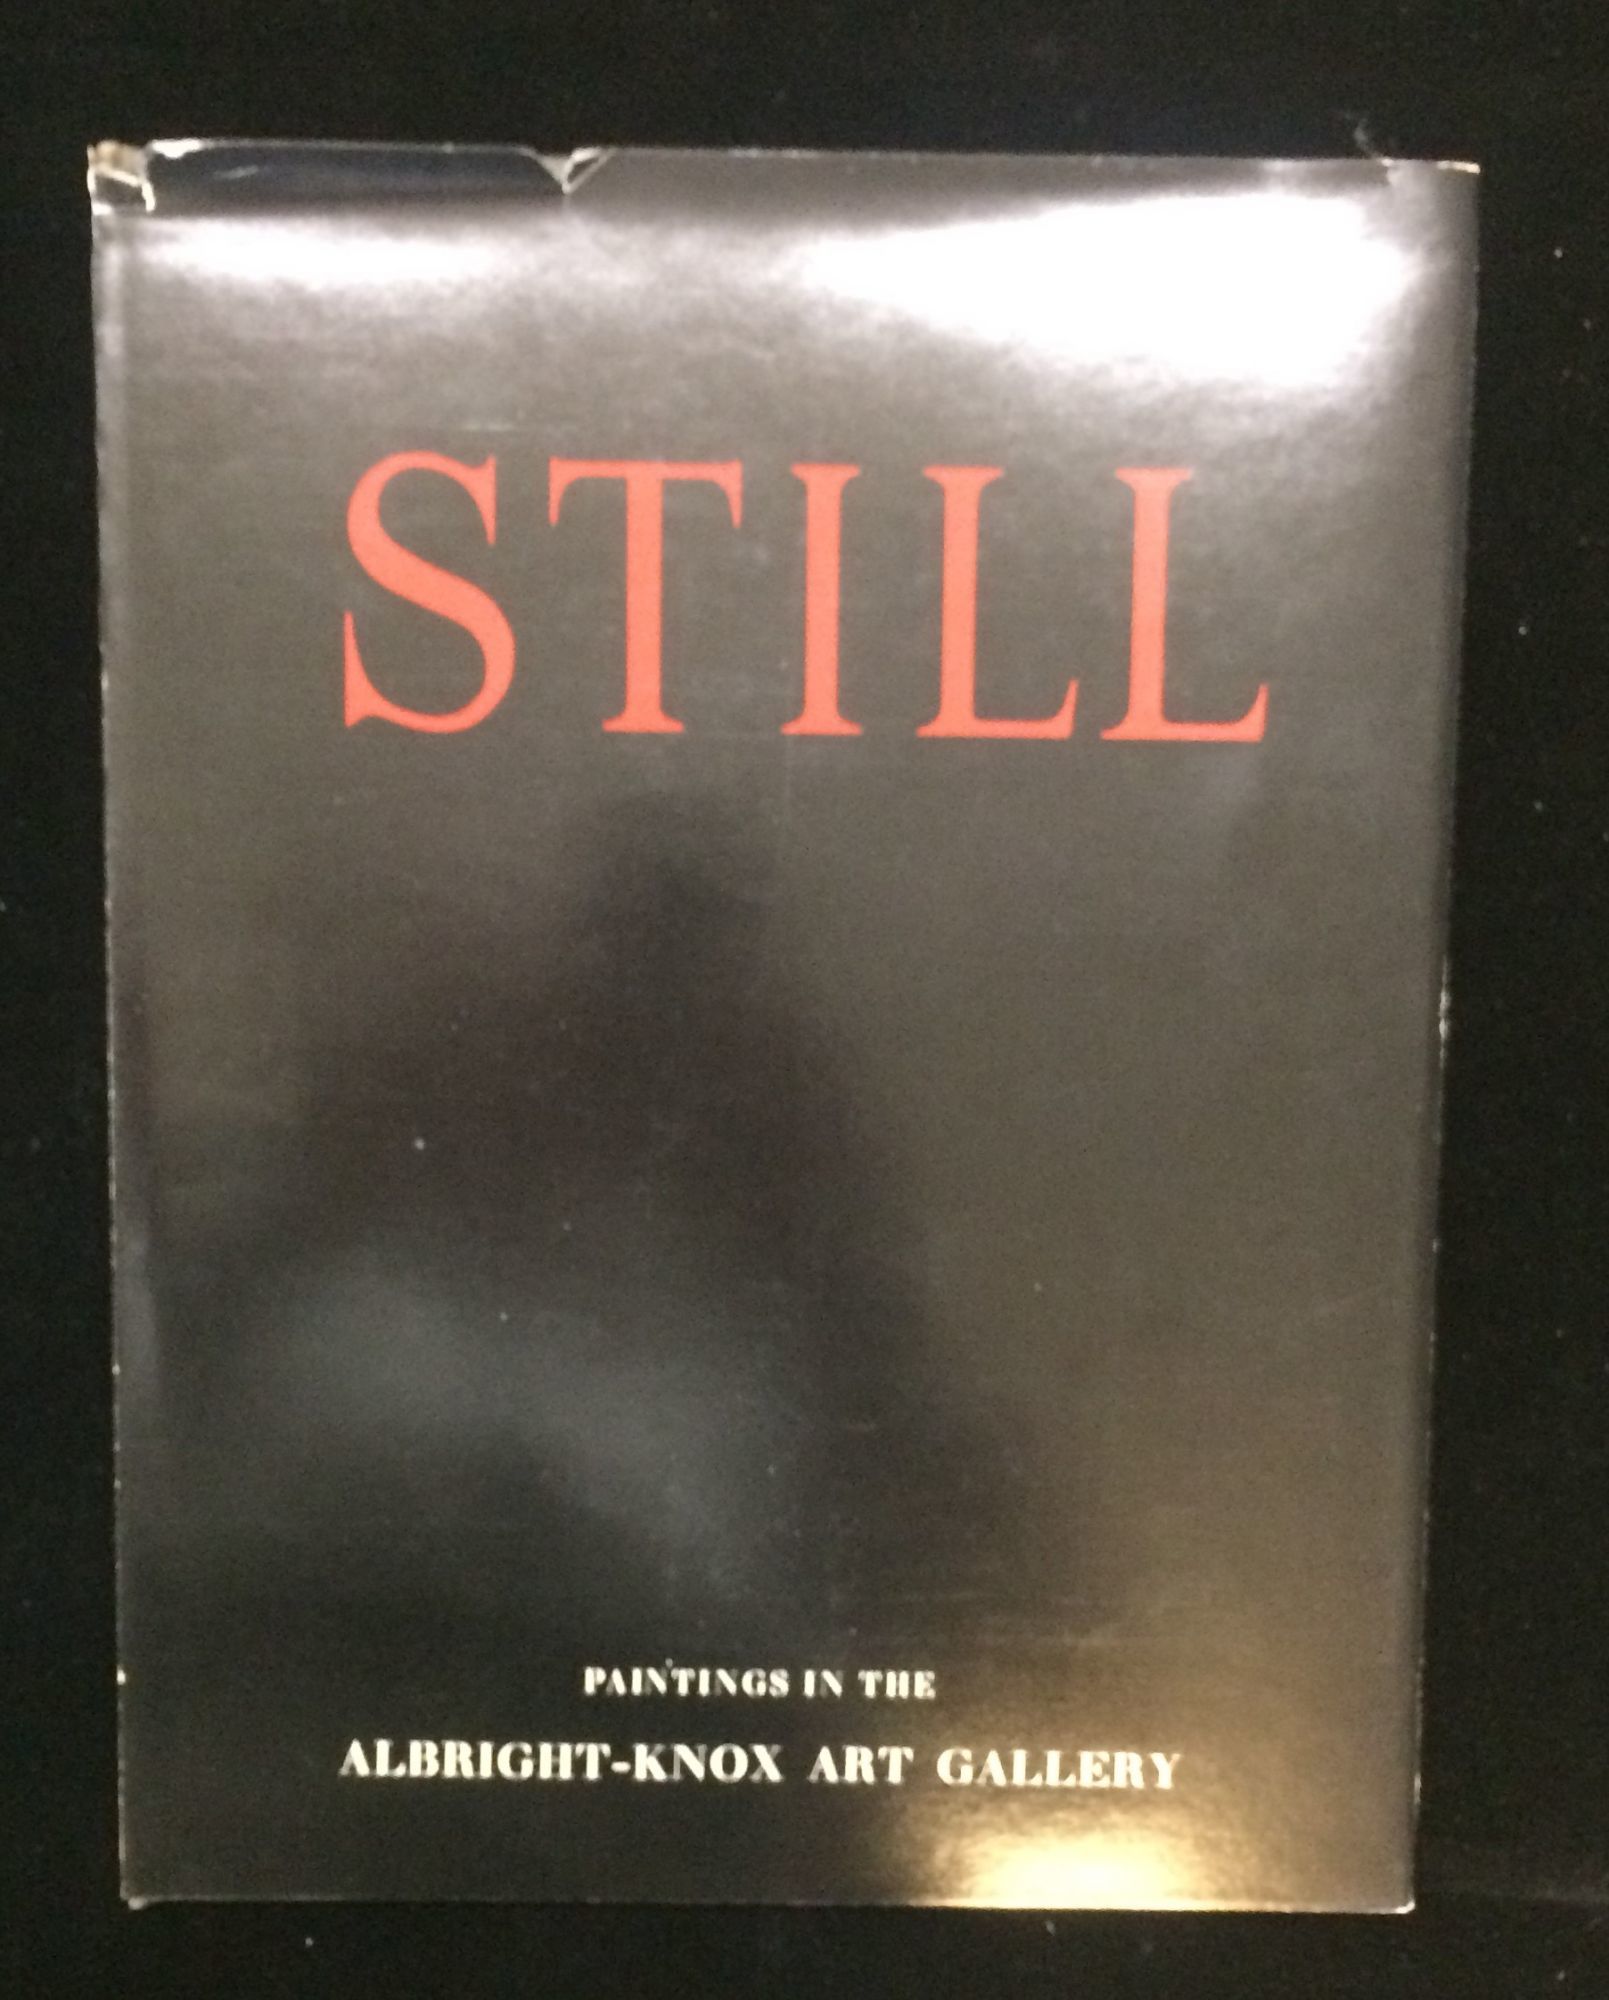 STILL
PAINTINGS IN THE
ALBRIGHT-KNOX ART GALLERY